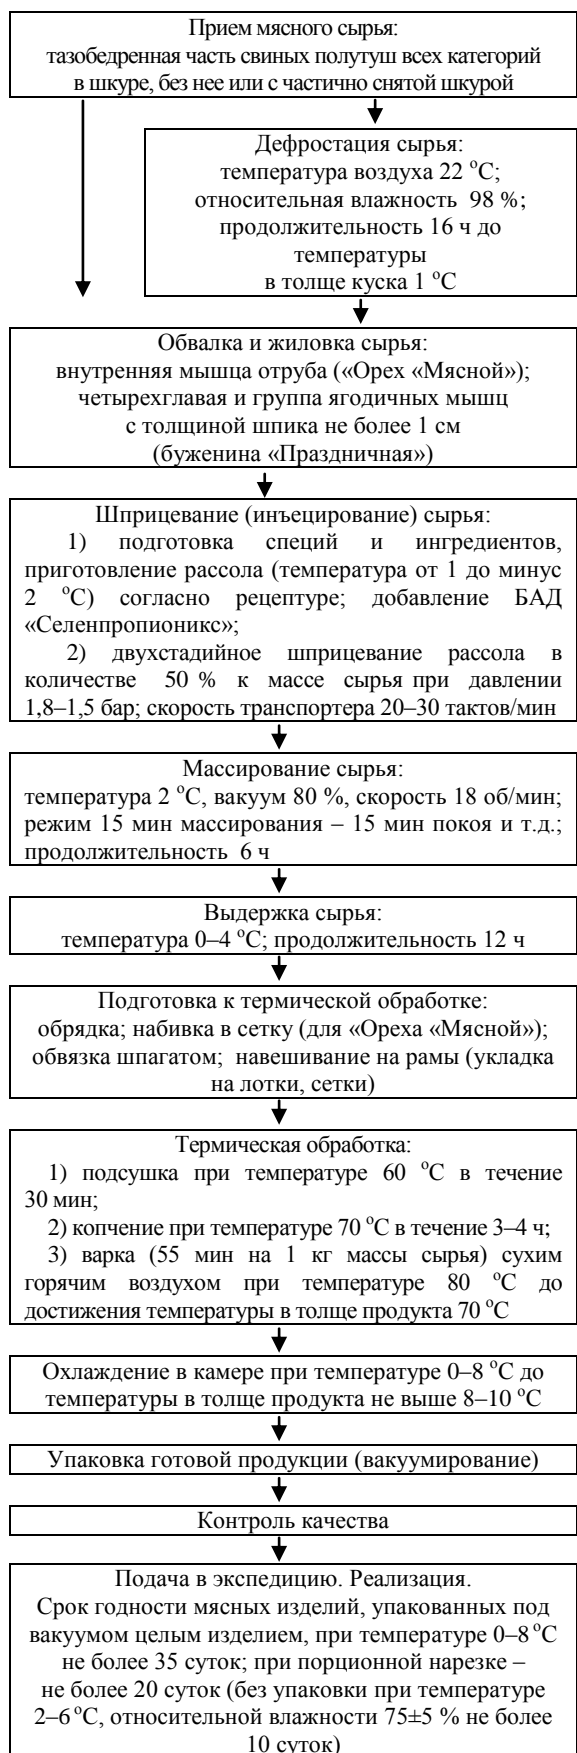 Прием мясного сырья:
тазобедренная часть свиных полутуш всех категорий
в шкуре, без нее или с частично снятой шкурой
Дефростация сырья:
температура воздуха 22 °С;
относительная влажность 98 %;
продолжительность 16 ч до
температуры
в толще куска 1 °С
Обвалка и жиловка сырья:
внутренняя мышца отруба («Орех «Мясной»);
четырехглавая и группа ягодичных мышц
с толщиной шпика не более 1 см
(буженина «Праздничная»)
Шприцевание (инъецирование) сырья:
1) подготовка специй и ингредиентов,
приготовление рассола (температура от 1 до минус
2 °С) согласно рецептуре; добавление БАД
«Селенпропионикс»;
2) двухстадийное шприцевание рассола в
количестве 50 % к массе сырья при давлении
1,8–1,5 бар; скорость транспортера 20–30 тактов/мин
Массирование сырья:
температура 2 °С, вакуум 80 %, скорость 18 об/мин;
режим 15 мин массирования – 15 мин покоя и т.д.;
продолжительность 6 ч
Выдержка сырья:
температура 0–4 °С; продолжительность 12 ч
Подготовка к термической обработке:
обрядка; набивка в сетку (для «Ореха «Мясной»);
обвязка шпагатом; навешивание на рамы (укладка
на лотки, сетки)
Термическая обработка:
1) подсушка при температуре 60 °С в течение
30 мин;
2) копчение при температуре 70 °С в течение 3–4 ч;
3) варка (55 мин на 1 кг массы сырья) сухим
горячим воздухом при температуре 80 °С до
достижения температуры в толще продукта 70 °С
Охлаждение в камере при температуре 0–8 °С до
температуры в толще продукта не выше 8–10 °С
Упаковка готовой продукции (вакуумирование)
Контроль качества
Подача в экспедицию. Реализация.
Срок годности мясных изделий, упакованных под
вакуумом целым изделием, при температуре 0–8 °С
не более 35 суток; при порционной нарезке –
не более 20 суток (без упаковки при температуре
2–6 °С, относительной влажности 75±5 % не более
10 суток)